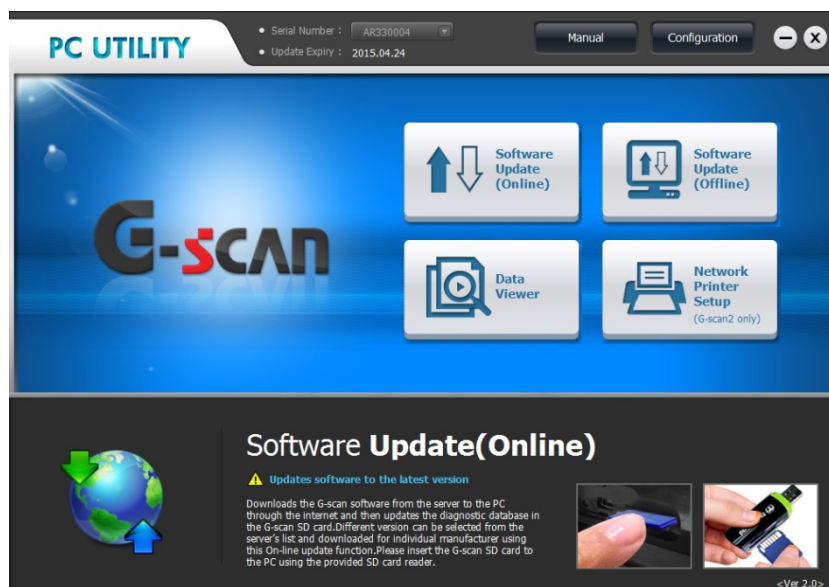 PC UTILITY
Serial Number : AR330004
Update Expiry : 2015.04.24
Manual
Configuration
G-scan
Software
Update
(Online)
Software
Update
(Offline)
Data
Viewer
Network
Printer
Setup
(G-scan2 only)
Software Update(Online)
Updates software to the latest version
Downloads the G-scan software from the server to the PC
through the internet and then updates the diagnostic database in
the G-scan SD card.Different version can be selected from the
server's list and downloaded for individual manufacturer using
this On-line update function.Please insert the G-scan SD card to
the PC using the provided SD card reader.
<Ver 2.0>